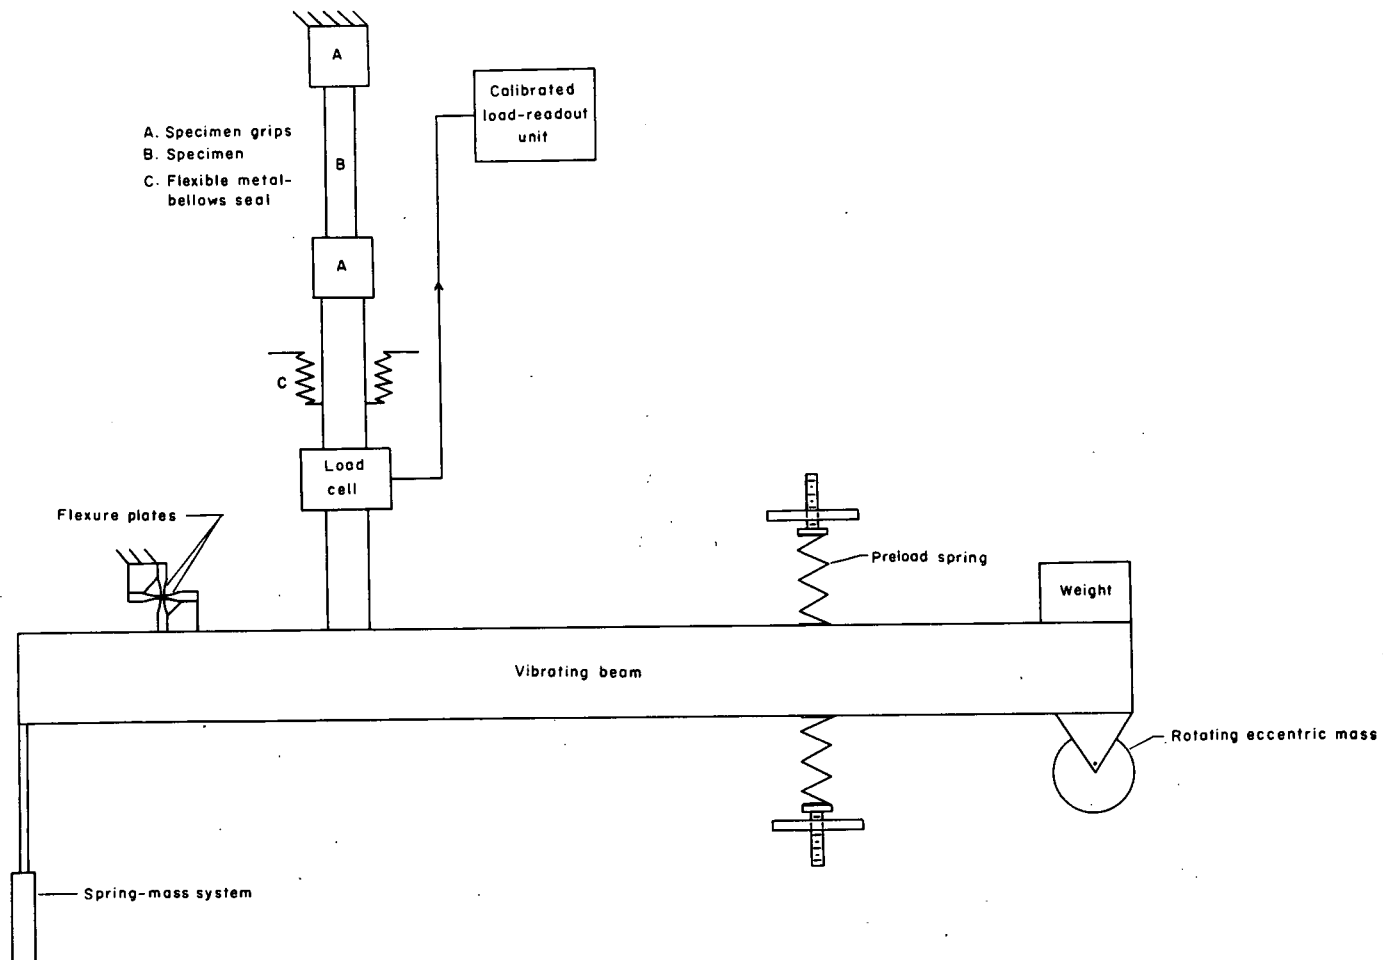 A
Calibrated
load-readout
unit
A. Specimen grips
B. Specimen
C. Flexible metal-
bellows seal
B
A
C
Load
cell
Flexure plates
Preload spring
Weight
Vibrating beam
Rotating eccentric mass
Spring-mass system